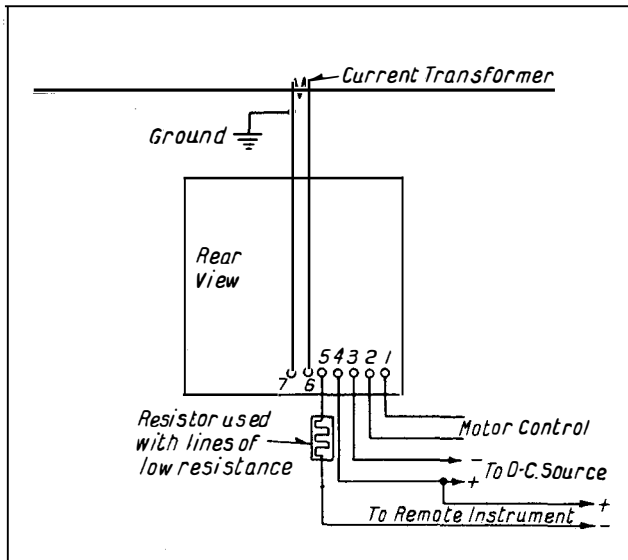 Current Transformer
Ground
Rear
View
5 4 3 2 1
7 6
Resistor used
with lines of
low resistance
Motor Control
- To D-C. Source
+
+
To Remote Instrument
-